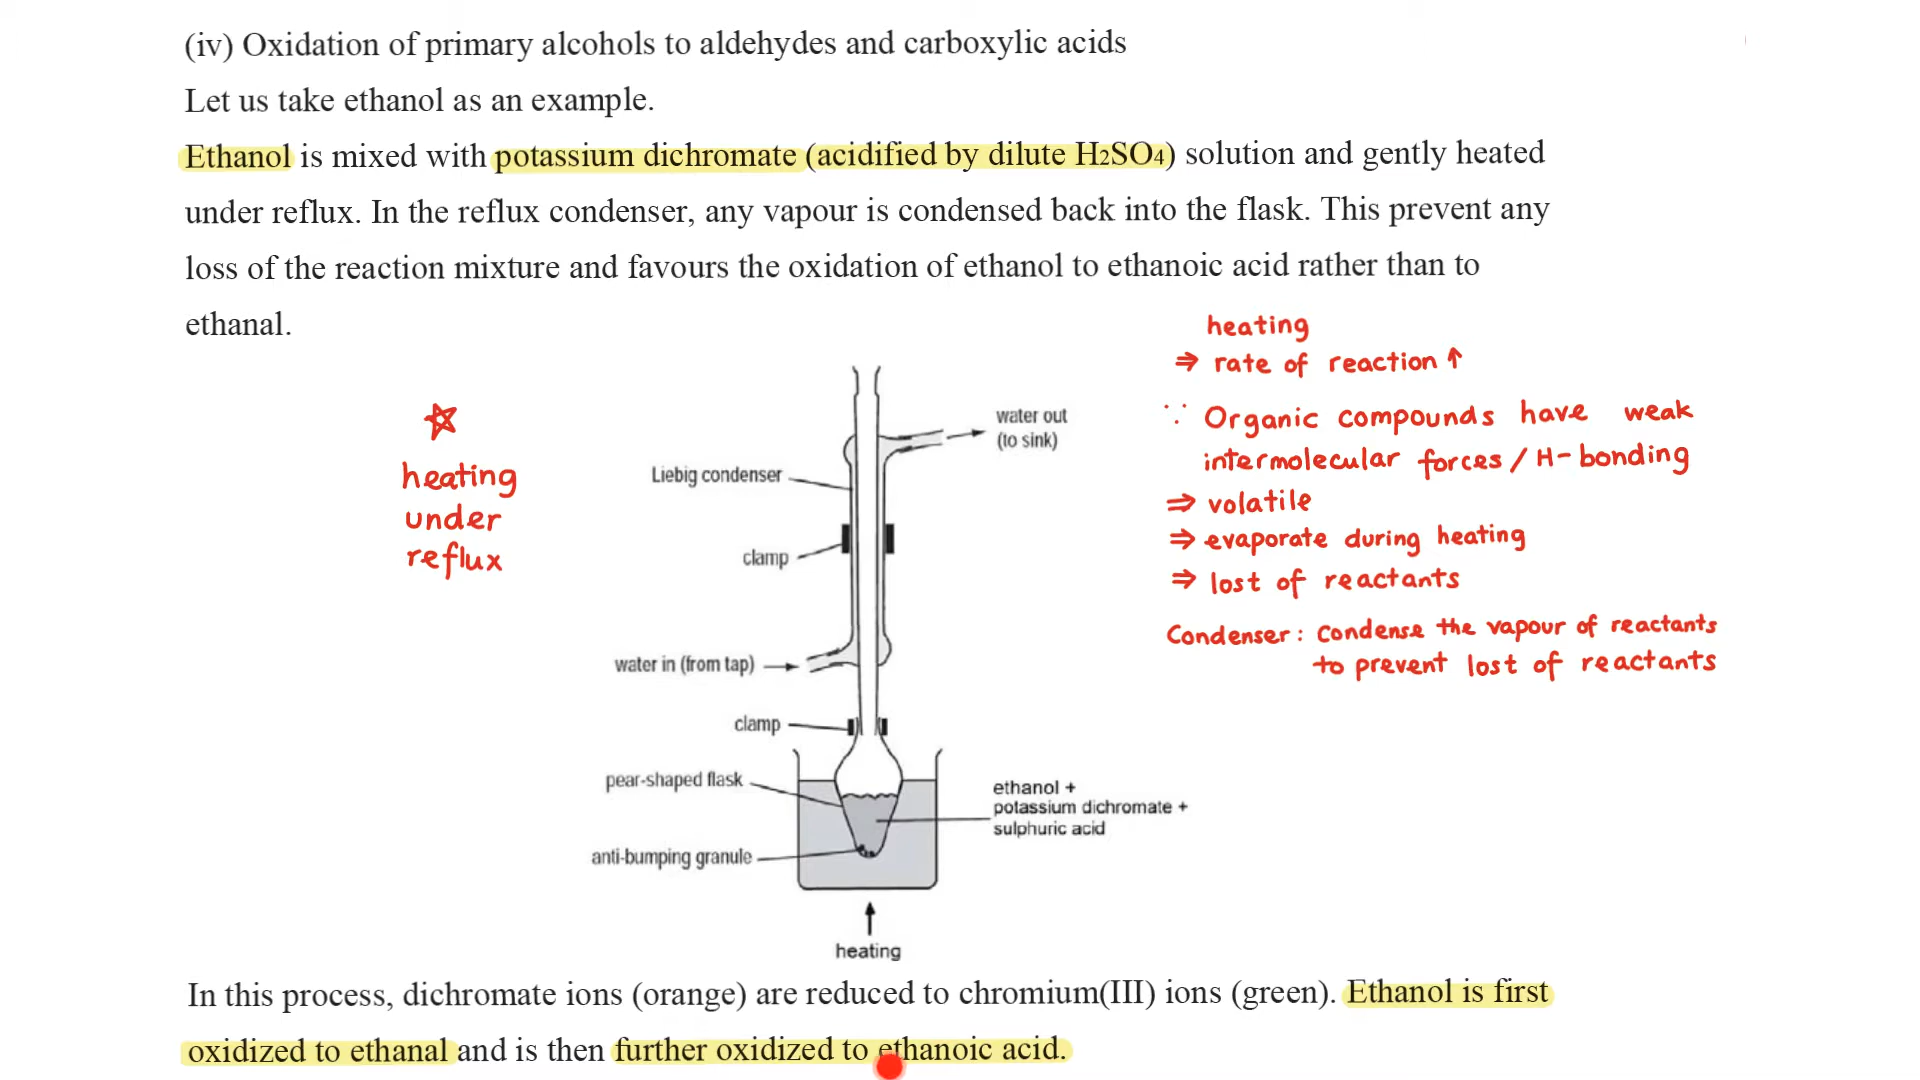 (iv) Oxidation of primary alcohols to aldehydes and carboxylic acids
Let us take ethanol as an example.
Ethanol is mixed with potassium dichromate (acidified by dilute H₂SO₄) solution and gently heated
under reflux. In the reflux condenser, any vapour is condensed back into the flask. This prevent any
loss of the reaction mixture and favours the oxidation of ethanol to ethanoic acid rather than to
ethanal.
☆
heating
under
reflux
water out
(to sink)
Liebig condenser
clamp
water in (from tap)
clamp
pear-shaped flask
anti-bumping granule
ethanol +
potassium dichromate +
sulphuric acid
heating
heating
⇒ rate of reaction ↑
∵ Organic compounds have weak
intermolecular forces / H-bonding
⇒ volatile
⇒ evaporate during heating
⇒ lost of reactants
Condenser: condense the vapour of reactants
to prevent lost of reactants
In this process, dichromate ions (orange) are reduced to chromium(III) ions (green). Ethanol is first
oxidized to ethanal and is then further oxidized to ethanoic acid.